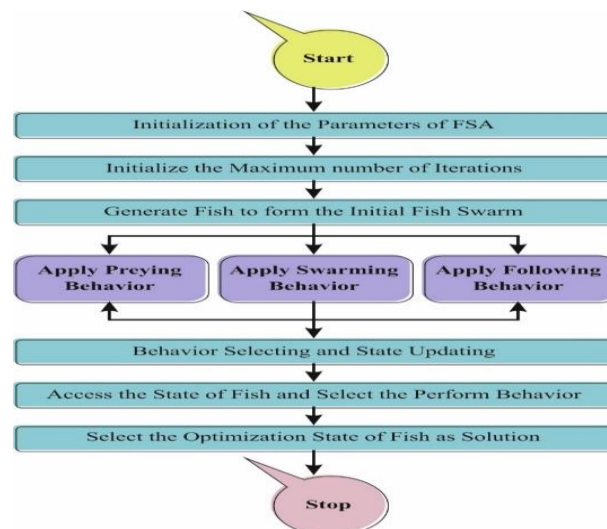 Start
Initialization of the Parameters of FSA
Initialize the Maximum number of Iterations
Generate Fish to form the Initial Fish Swarm
Apply Preying
Behavior
Apply Swarming
Behavior
Apply Following
Behavior
Behavior Selecting and State Updating
Access the State of Fish and Select the Perform Behavior
Select the Optimization State of Fish as Solution
Stop